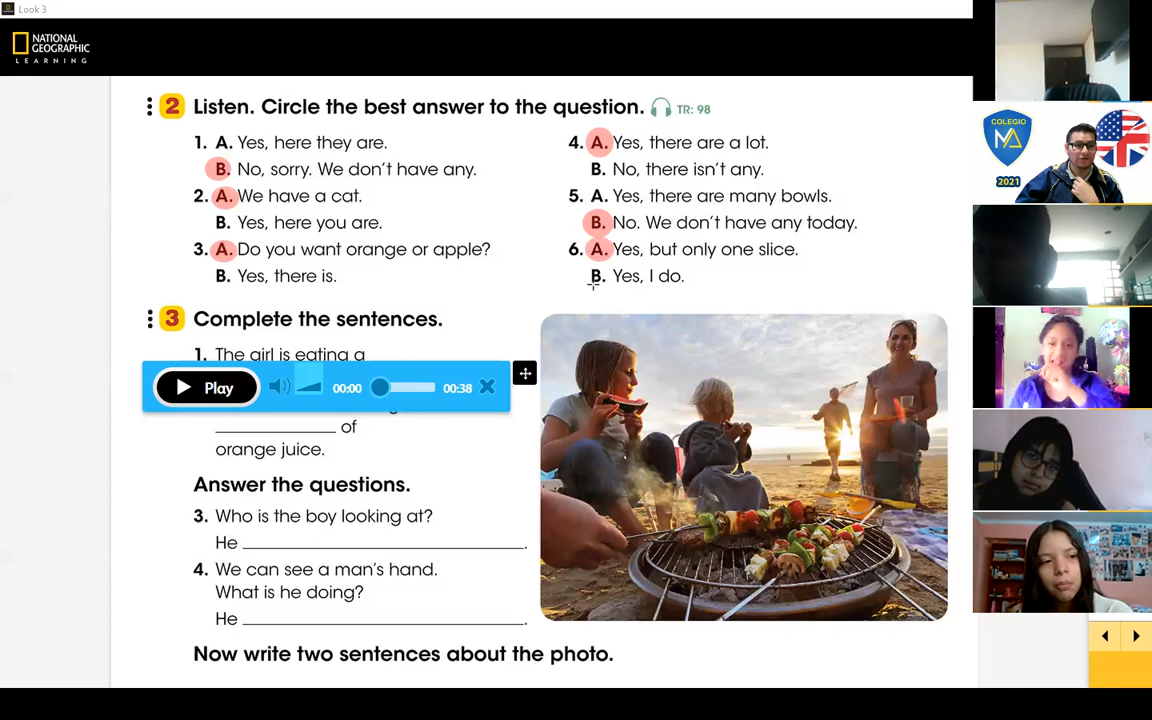 Look 3
NATIONAL
GEOGRAPHIC
LEARNING
2 Listen. Circle the best answer to the question. TR: 98
1. A. Yes, here they are.
B. No, sorry. We don't have any.
2. A. We have a cat.
B. Yes, here you are.
3. A. Do you want orange or apple?
B. Yes, there is.
4. A. Yes, there are a lot.
B. No, there isn't any.
5. A. Yes, there are many bowls.
B. No. We don't have any today.
6. A. Yes, but only one slice.
B. Yes, I do.
3 Complete the sentences.
1. The girl is eating a
Play 00:00 00:38
____________ of
orange juice.
Answer the questions.
3. Who is the boy looking at?
He ____________________________.
4. We can see a man's hand.
What is he doing?
He ____________________________.
Now write two sentences about the photo.
COLEGIO
MA
2021